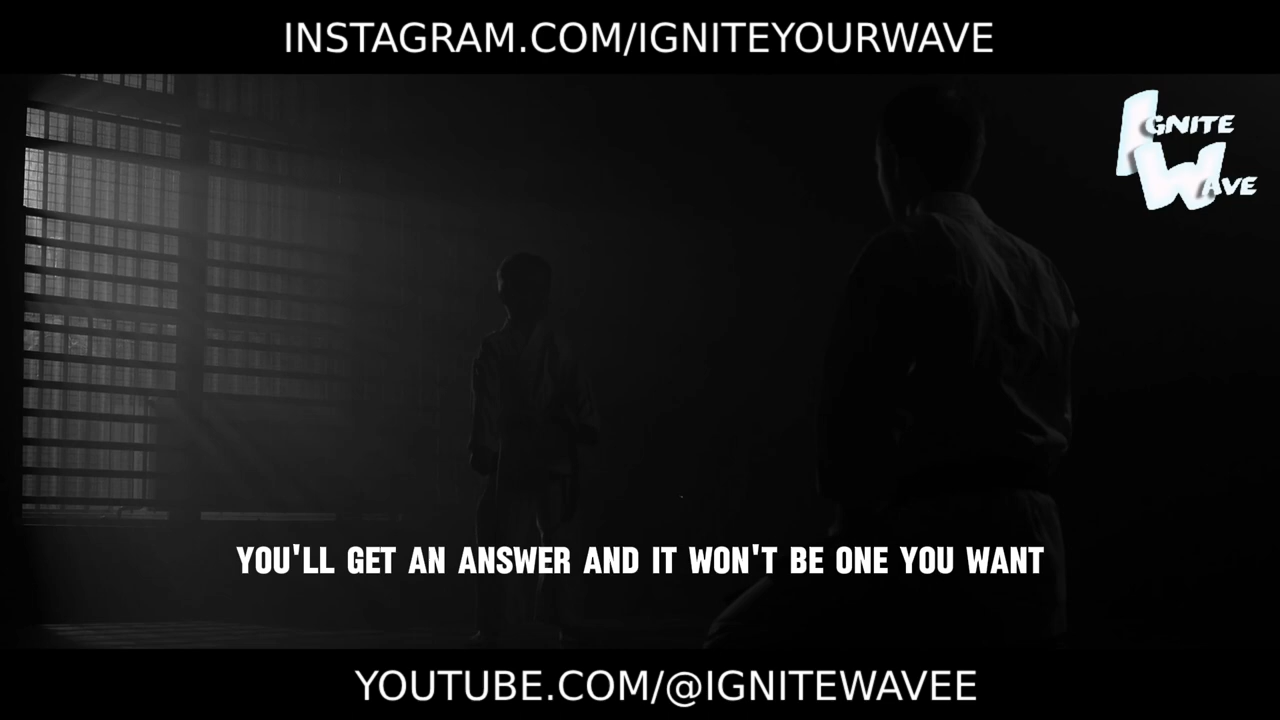 INSTAGRAM.COM/IGNITEYOURWAVE
IGNITE
WAVE
YOU'LL GET AN ANSWER AND IT WON'T BE ONE YOU WANT
YOUTUBE.COM/@IGNITEWAVEE